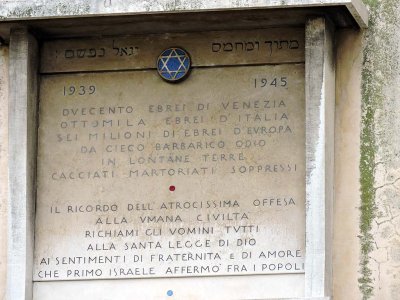 מתוך ומחמס יגאל נפשם
1939 1945
DVECENTO EBREI DI VENEZIA
OTTOMILA EBREI D'ITALIA
SEI MILIONI DI EBREI D'EVROPA
DA CIECO BARBARICO ODIO
IN LONTANE TERRE
CACCIATI MARTORIATI SOPPRESSI
IL RICORDO DELL'ATROCISSIMA OFFESA
ALLA VMANA CIVILTA
RICHIAMI GLI VOMINI TVTTI
ALLA SANTA LEGGE DI DIO
AI SENTIMENTI DI FRATERNITA E DI AMORE
CHE PRIMO ISRAELE AFFERMO FRA I POPOLI